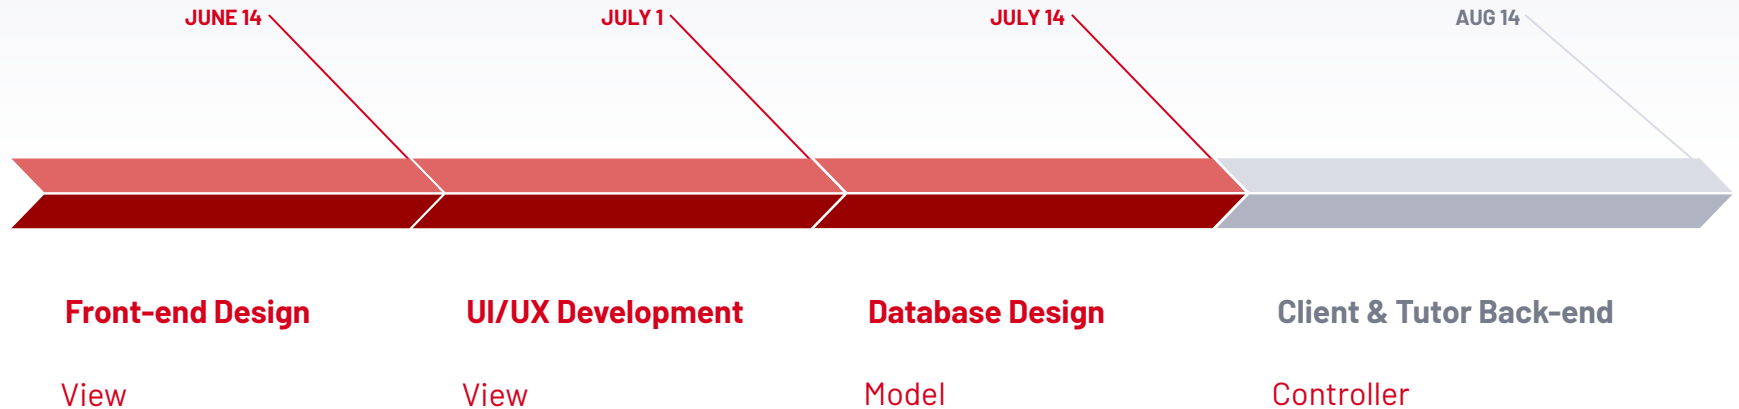 JUNE 14
JULY 1
JULY 14
AUG 14
Front-end Design
UI/UX Development
Database Design
Client & Tutor Back-end
View
View
Model
Controller